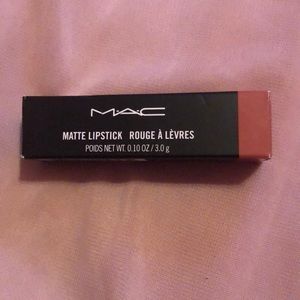 MAC
MATTE LIPSTICK ROUGE À LÈVRES
POIDS NET WT. 0.10 OZ / 3.0 g